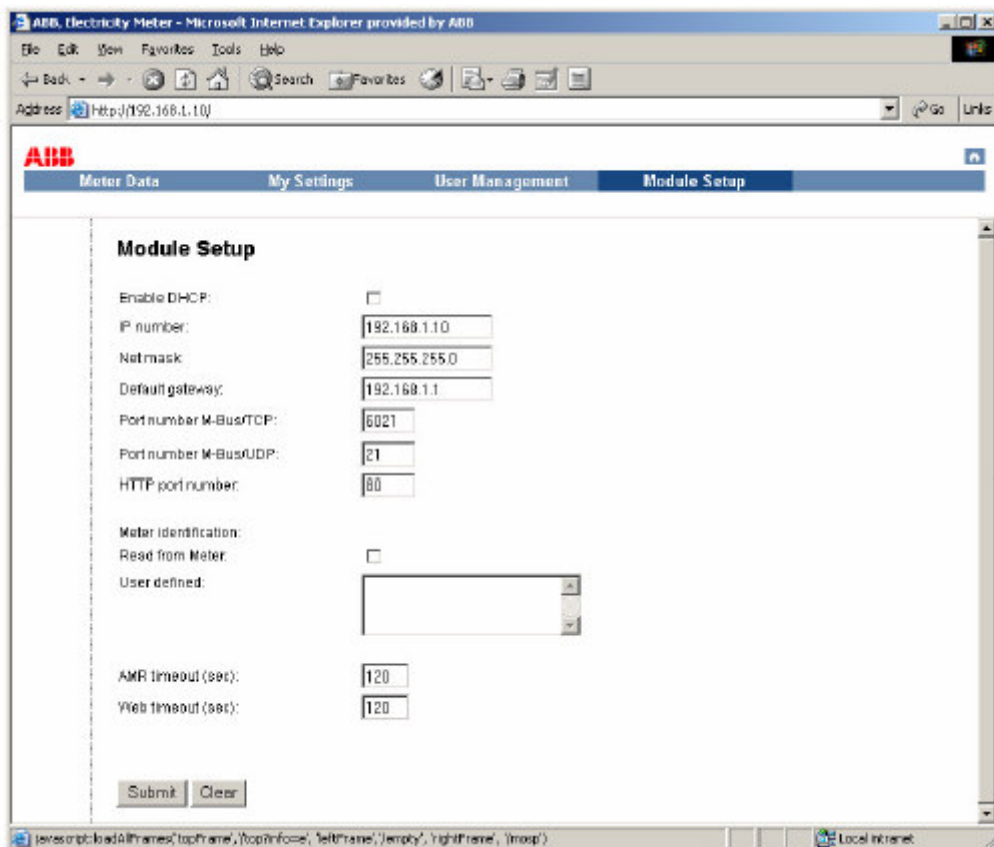 ABB, Electricity Meter - Microsoft Internet Explorer provided by ABB
File Edit View Favorites Tools Help
Back Search Favorites
Address http://192.168.1.10/ Go Links
ABB
Meter Data My Settings User Management Module Setup
Module Setup
Enable DHCP:
IP number: 192.168.1.10
Net mask 255.255.255.0
Default gateway: 192.168.1.1
Port number M-Bus/TCP: 6021
Port number M-Bus/UDP: 21
HTTP port number: 80
Meter identification:
Read from Meter:
User defined:
AMR timeout (sec): 120
Web timeout (sec): 120
Submit Clear
javascript:loadAllFrames('topFrame','/top?info=e', 'leftFrame','/empty', 'rightFrame', '/mosp') Local intranet